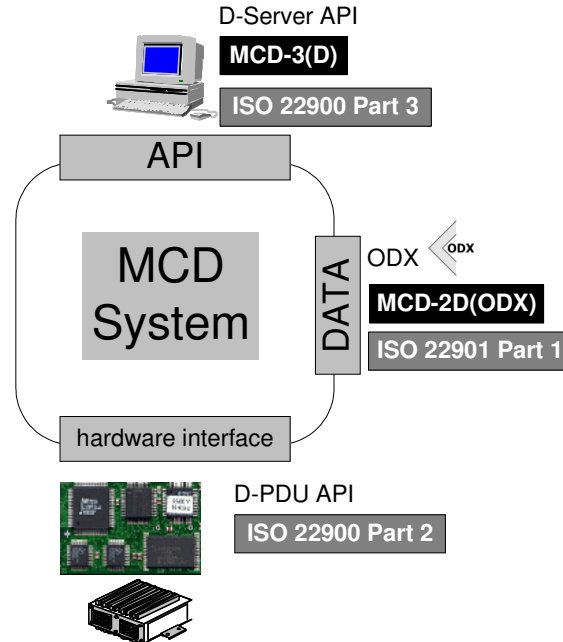 D-Server API
MCD-3(D)
ISO 22900 Part 3
API
MCD
System
DATA
ODX
ODX
MCD-2D(ODX)
ISO 22901 Part 1
hardware interface
D-PDU API
ISO 22900 Part 2